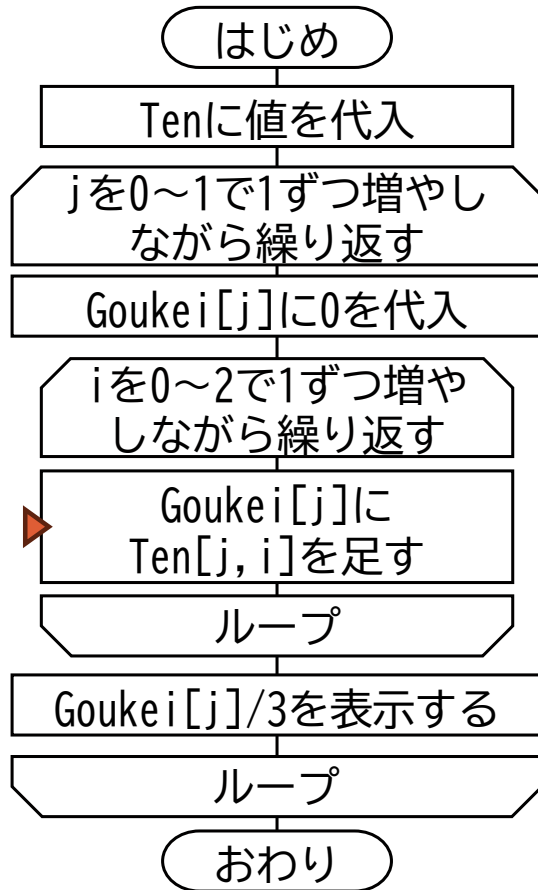 はじめ
Tenに値を代入
jを0～1で1ずつ増やし
ながら繰り返す
Goukei[j]に0を代入
iを0～2で1ずつ増や
しながら繰り返す
Goukei[j]に
Ten[j,i]を足す
ループ
Goukei[j]/3を表示する
ループ
おわり